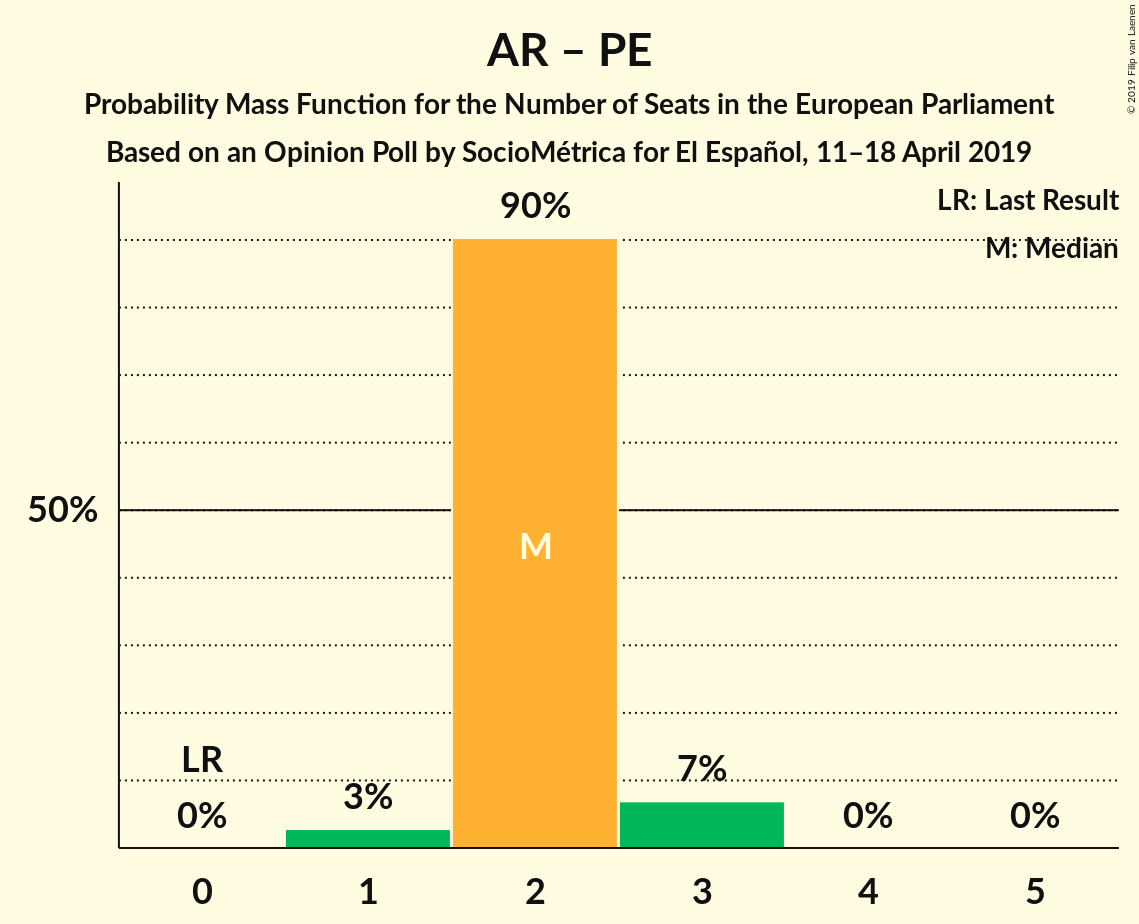 AR – PE
Probability Mass Function for the Number of Seats in the European Parliament
Based on an Opinion Poll by SocioMétrica for El Español, 11–18 April 2019
© 2019 Filip van Laenen
LR: Last Result
M: Median
90%
50%
M
LR
0%
3%
7%
0%
0%
0 1 2 3 4 5